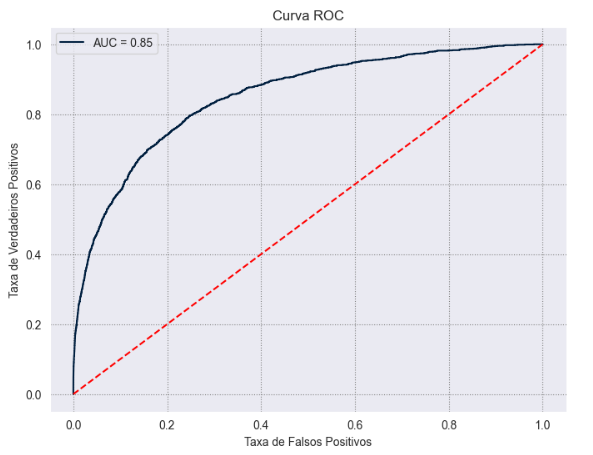 Curva ROC
AUC = 0.85
Taxa de Verdadeiros Positivos
1.0
0.8
0.6
0.4
0.2
0.0
0.0 0.2 0.4 0.6 0.8 1.0
Taxa de Falsos Positivos